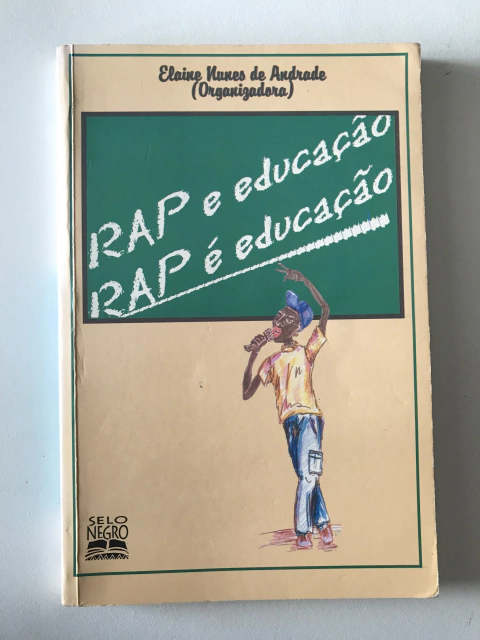 Elaine Nunes de Andrade
(Organizadora)
RAP e educação
RAP é educação
SELO
NEGRO